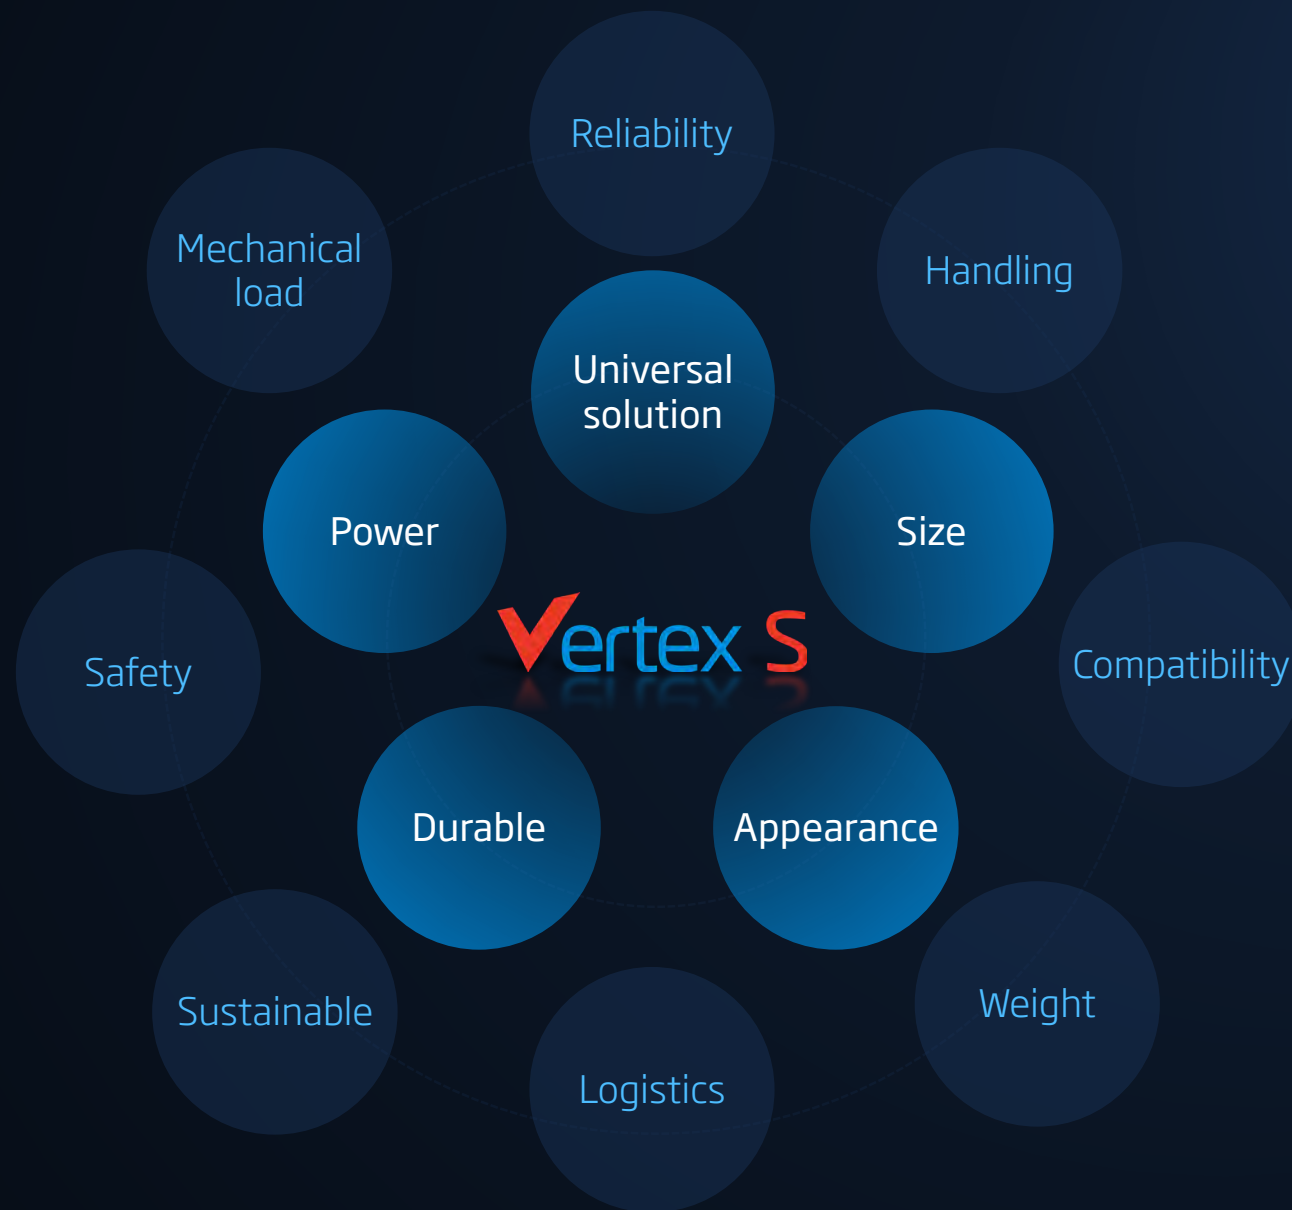 Reliability
Mechanical
load
Handling
Universal
solution
Power
Size
Vertex S
Safety
Compatibility
Durable
Appearance
Sustainable
Weight
Logistics